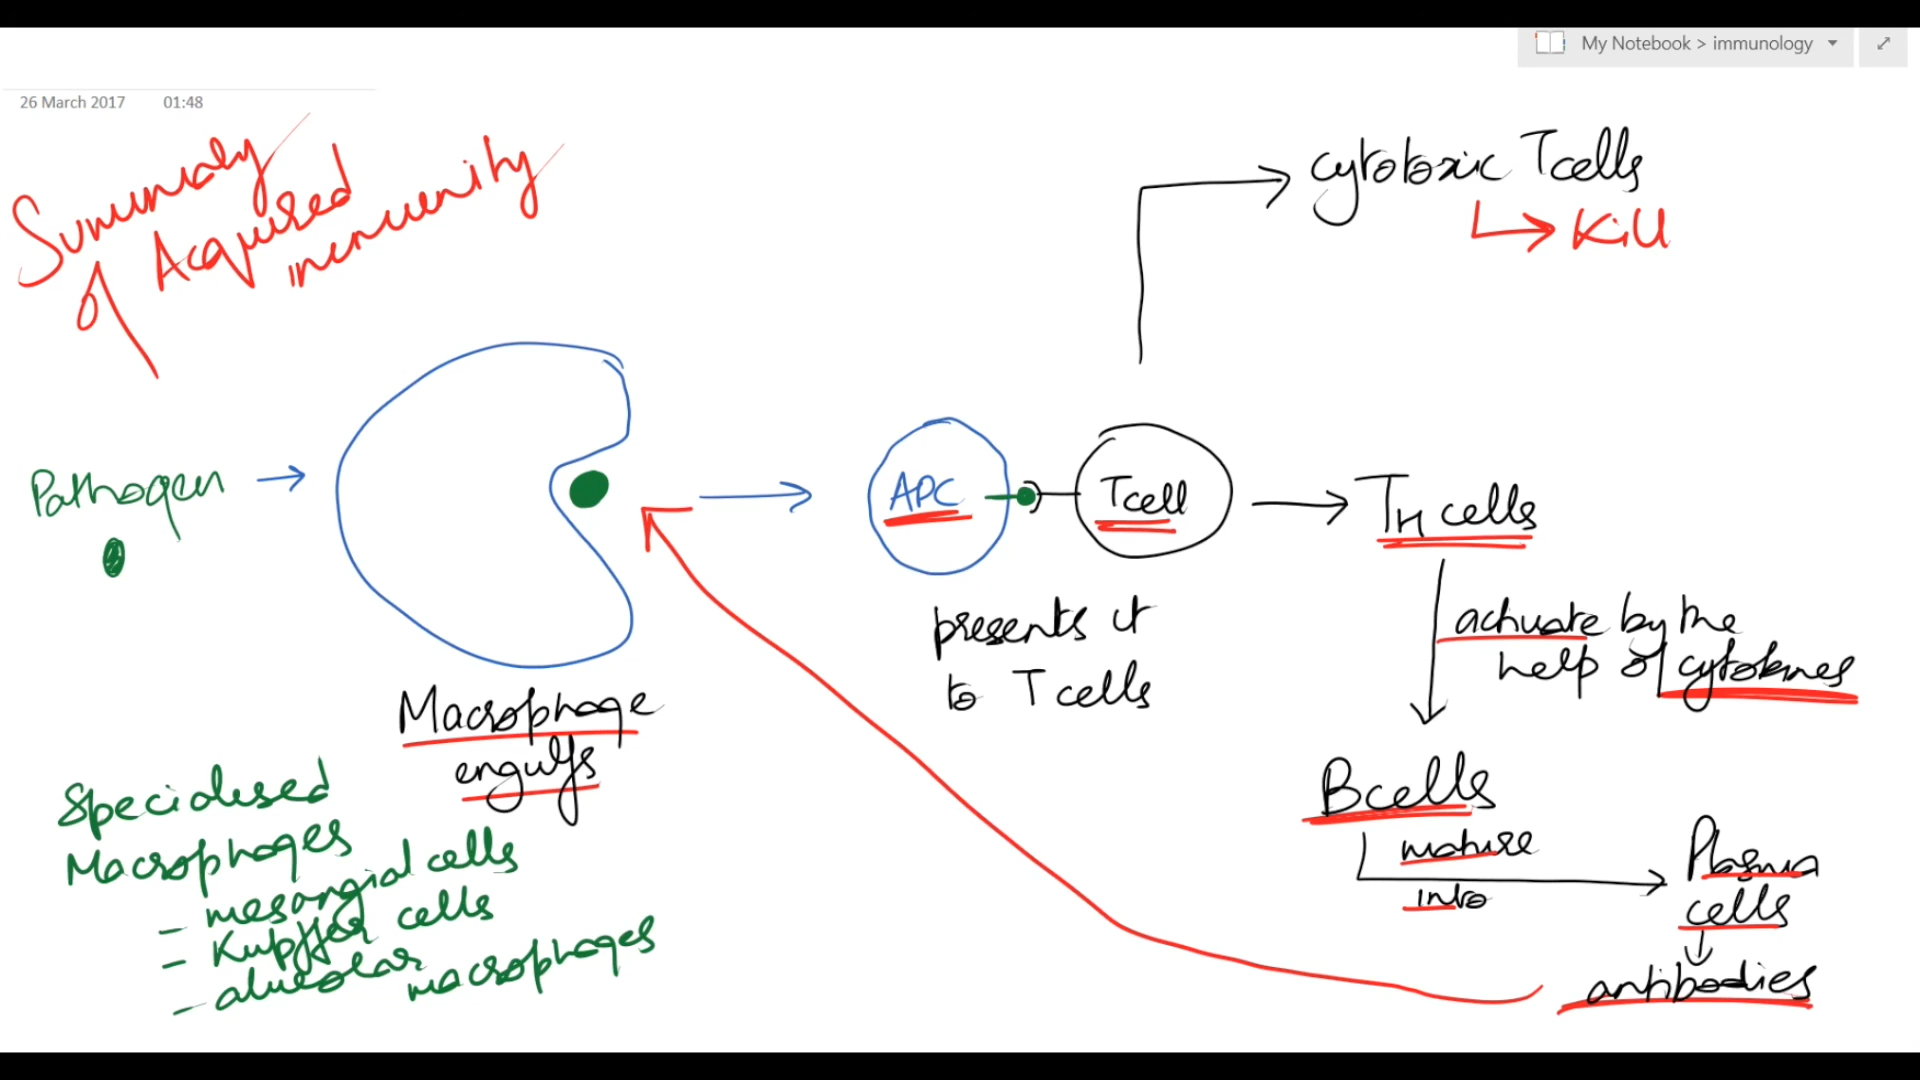 My Notebook > immunology
26 March 2017 01:48
Summary
of Acquired
immunity
cytotoxic Tcells
Kill
Pathogen
APC
Tcell
TH cells
presents it
to T cells
activate by the
help of cytokines
Macrophage
engulfs
Bcells
mature
into
Plasma
cells
antibodies
Specialised
Macrophages
- mesangial cells
- Kupffer cells
- alveolar macrophages